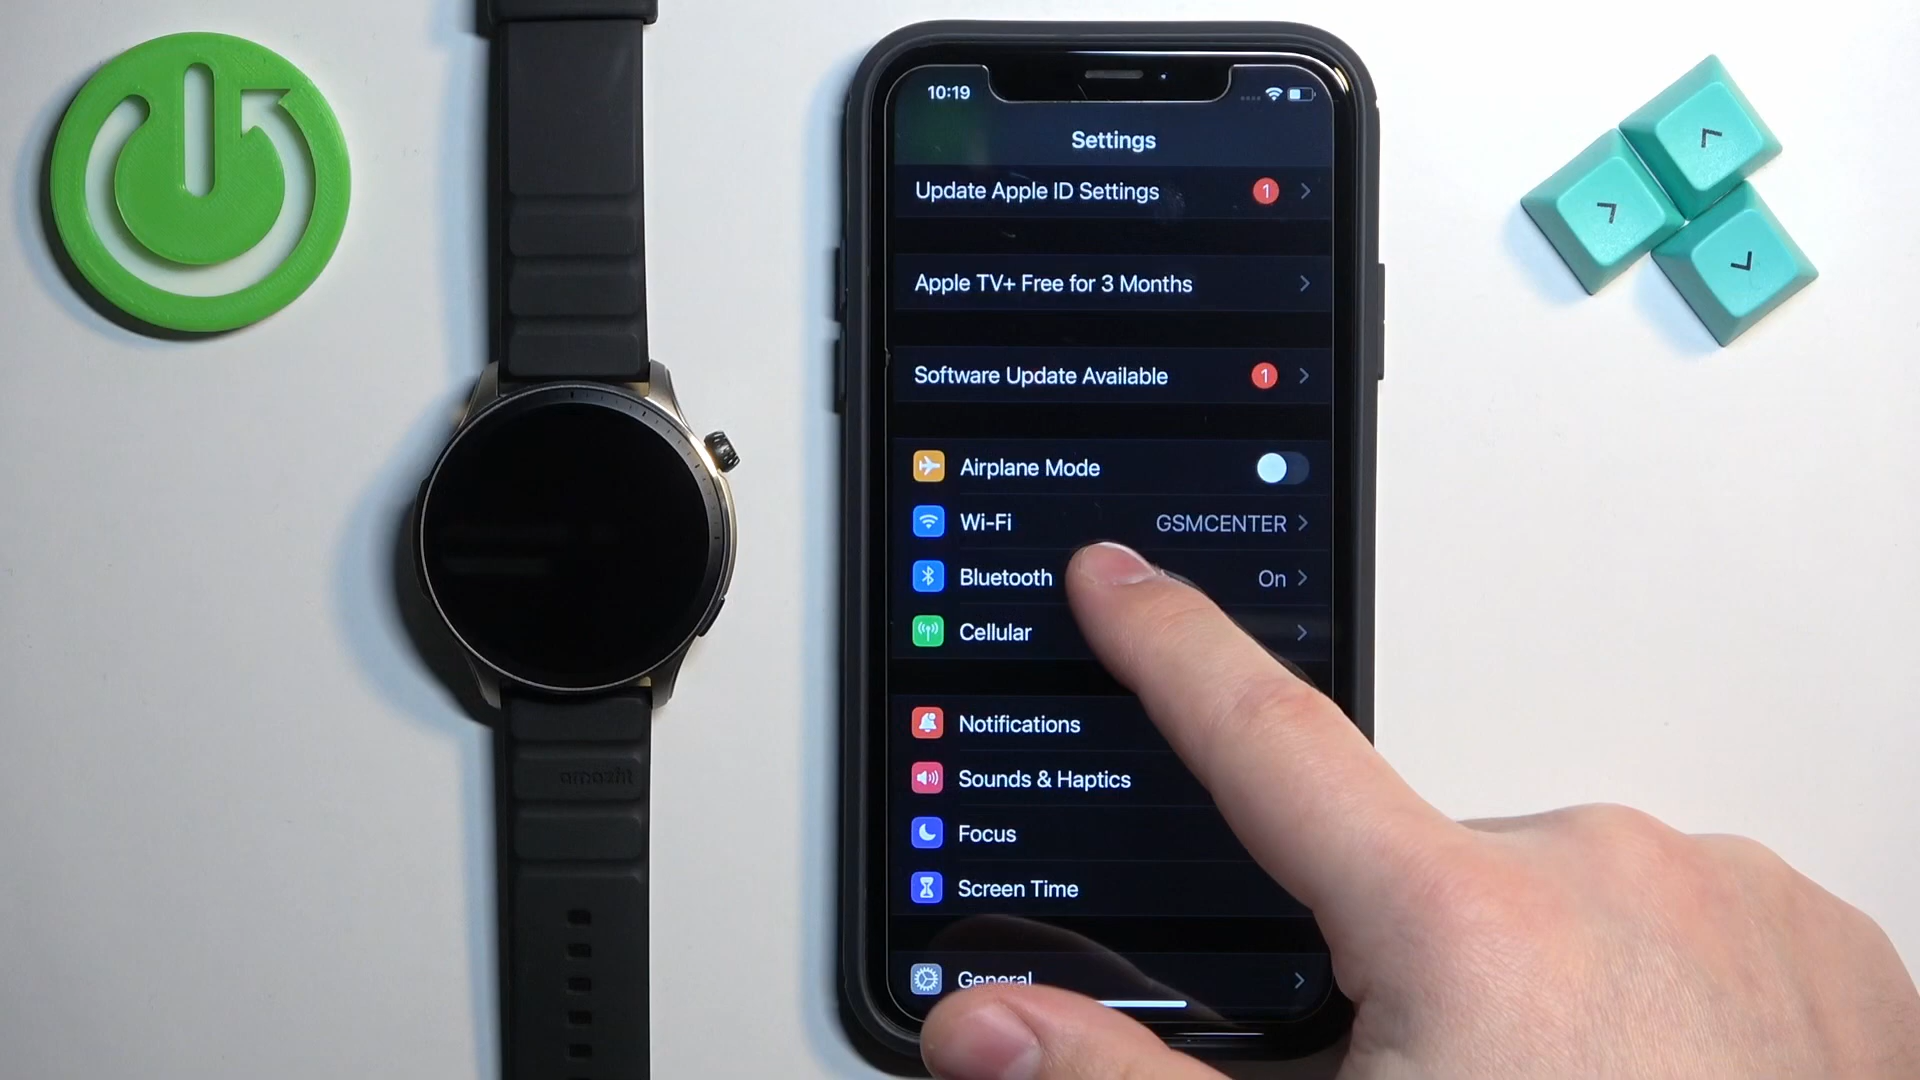 10:19
Settings
Update Apple ID Settings 1
Apple TV+ Free for 3 Months
Software Update Available 1
Airplane Mode
Wi-Fi GSMCENTER
Bluetooth On
Cellular
Notifications
Sounds & Haptics
Focus
Screen Time
General
amazfit